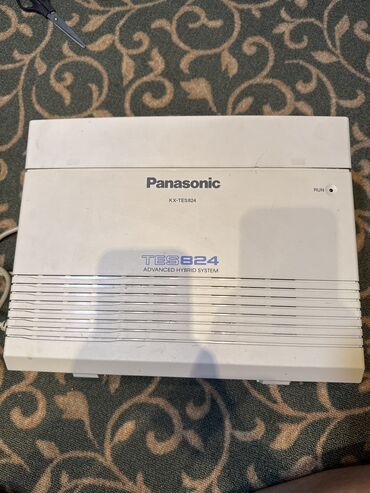 Panasonic
KX-TES824
RUN
TES824
ADVANCED HYBRID SYSTEM